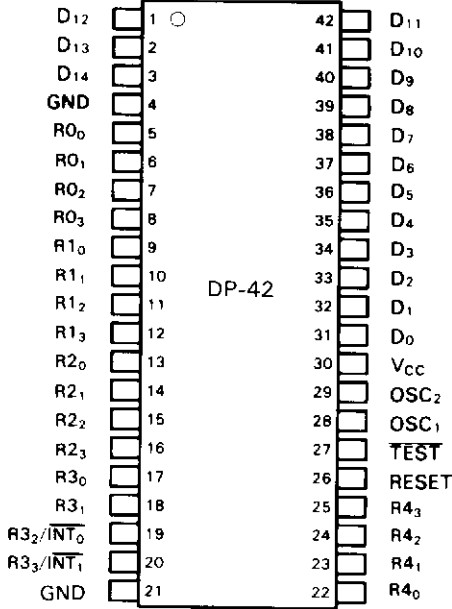 D₁₂ 1 42 D₁₁
D₁₃ 2 41 D₁₀
D₁₄ 3 40 D₉
GND 4 39 D₈
R0₀ 5 38 D₇
R0₁ 6 37 D₆
R0₂ 7 36 D₅
R0₃ 8 35 D₄
R1₀ 9 34 D₃
R1₁ 10 33 D₂
DP-42
R1₂ 11 32 D₁
R1₃ 12 31 D₀
R2₀ 13 30 V_CC
R2₁ 14 29 OSC₂
R2₂ 15 28 OSC₁
R2₃ 16 27 T̅E̅S̅T̅
R3₀ 17 26 RESET
R3₁ 18 25 R4₃
R3₂/I̅N̅T̅₀ 19 24 R4₂
R3₃/I̅N̅T̅₁ 20 23 R4₁
GND 21 22 R4₀